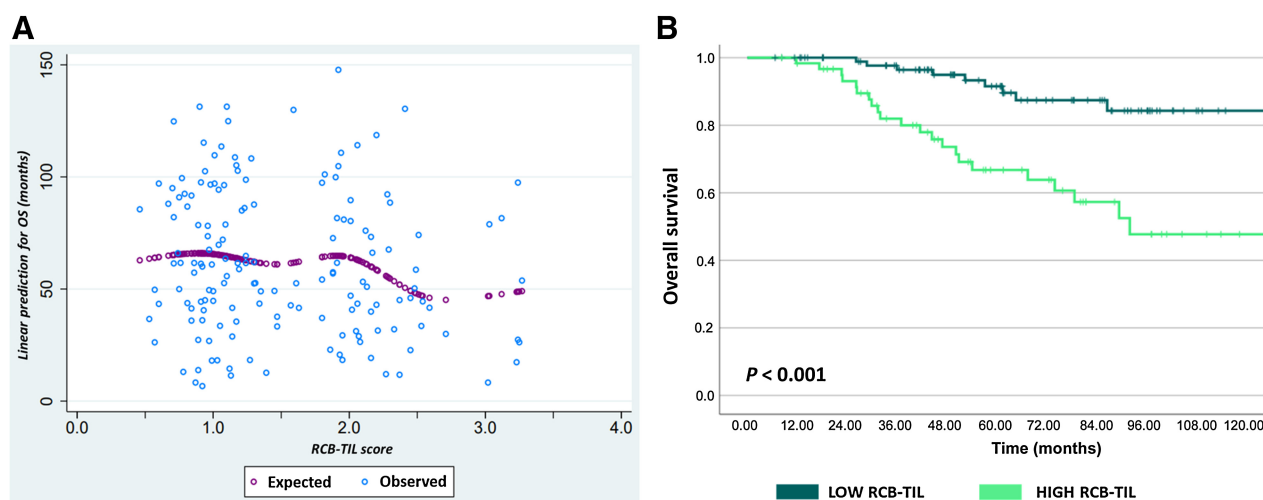 A
Linear prediction for OS (months)
150
100
50
0
0.0 1.0 2.0 3.0 4.0
RCB-TIL score
Expected Observed
B
Overall survival
1.0
0.8
0.6
0.4
0.2
0.0
P < 0.001
0.00 12.00 24.00 36.00 48.00 60.00 72.00 84.00 96.00 108.00 120.00
Time (months)
LOW RCB-TIL HIGH RCB-TIL